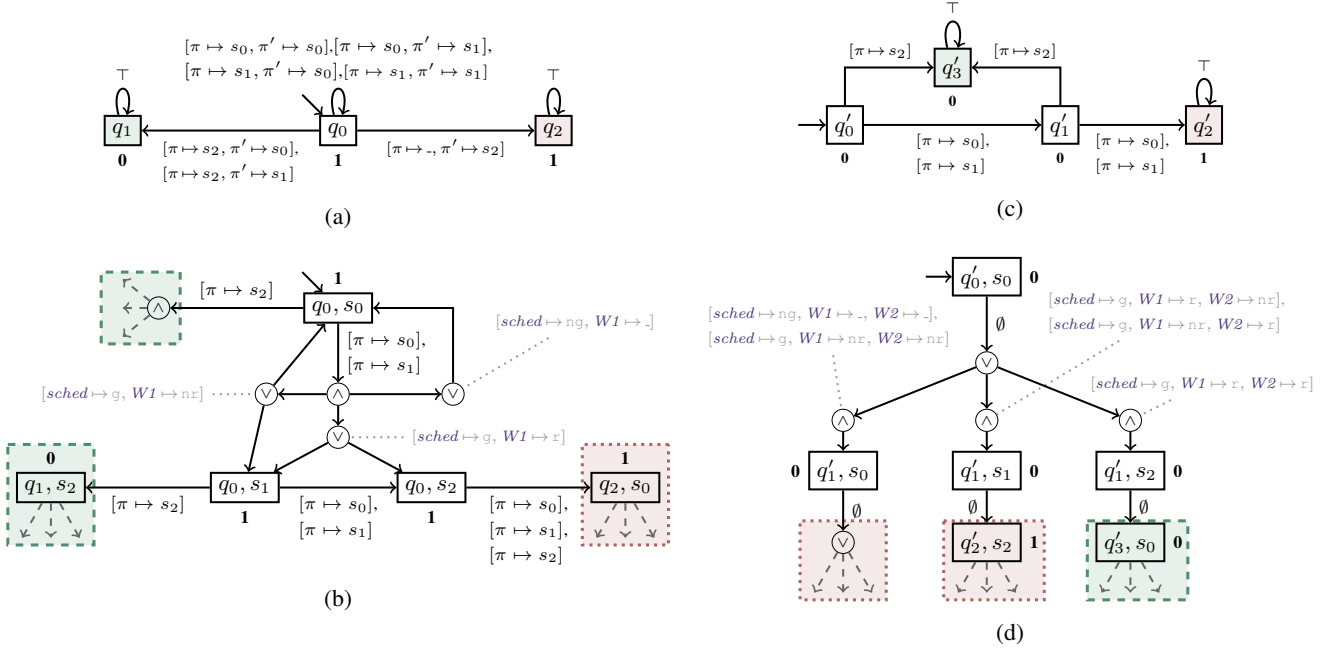 [π ↦ s₀, π′ ↦ s₀],[π ↦ s₀, π′ ↦ s₁],
[π ↦ s₁, π′ ↦ s₀],[π ↦ s₁, π′ ↦ s₁]
⊤
⊤
q₁
q₀
q₂
0
[π ↦ s₂, π′ ↦ s₀],
[π ↦ s₂, π′ ↦ s₁]
1
[π ↦ _, π′ ↦ s₂]
1
(a)
⊤
[π ↦ s₂]
q′₃
[π ↦ s₂]
0
⊤
q′₀
q′₁
q′₂
0
[π ↦ s₀],
[π ↦ s₁]
0
[π ↦ s₀],
[π ↦ s₁]
1
(c)
1
∧
[π ↦ s₂]
q₀, s₀
[π ↦ s₀],
[π ↦ s₁]
[sched ↦ ng, W1 ↦ _]
[sched ↦ g, W1 ↦ nr]
∨
∧
∨
∨
[sched ↦ g, W1 ↦ r]
0
1
q₁, s₂
q₀, s₁
q₀, s₂
q₂, s₀
[π ↦ s₂]
1
[π ↦ s₀],
[π ↦ s₁]
1
[π ↦ s₀],
[π ↦ s₁],
[π ↦ s₂]
(b)
q′₀, s₀
0
[sched ↦ ng, W1 ↦ _, W2 ↦ _],
[sched ↦ g, W1 ↦ nr, W2 ↦ nr]
∅
[sched ↦ g, W1 ↦ r, W2 ↦ nr],
[sched ↦ g, W1 ↦ nr, W2 ↦ r]
∨
[sched ↦ g, W1 ↦ r, W2 ↦ r]
∧
∧
∧
0
q′₁, s₀
q′₁, s₁
0
q′₁, s₂
0
∅
∅
∅
∨
q′₂, s₂
1
q′₃, s₀
0
(d)